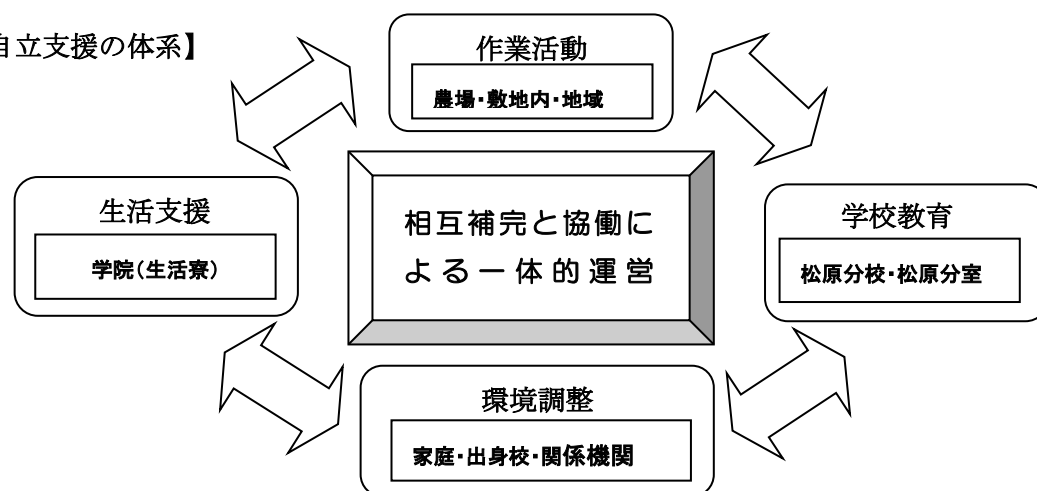 自立支援の体系】
作業活動
農場・敷地内・地域
生活支援
学院（生活寮）
相互補完と協働に
よる一体的運営
学校教育
松原分校・松原分室
環境調整
家庭・出身校・関係機関